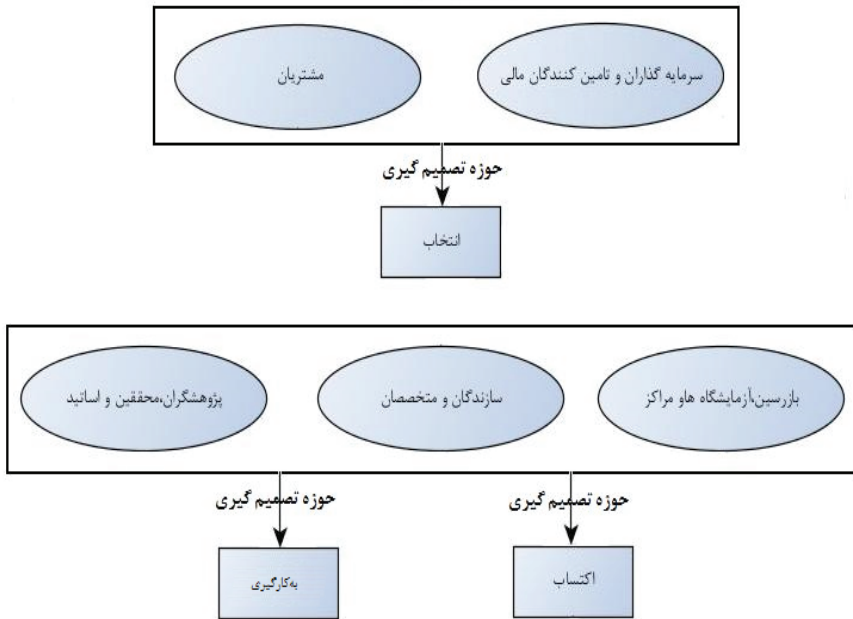 سرمایه گذاران و تامین کنندگان مالی
مشتریان
حوزه تصمیم گیری
انتخاب
بازرسین,آزمایشگاه هاو مراکز
سازندگان و متخصصان
پژوهشگران,محققین و اساتید
حوزه تصمیم گیری
حوزه تصمیم گیری
اکتساب
به‌کارگیری